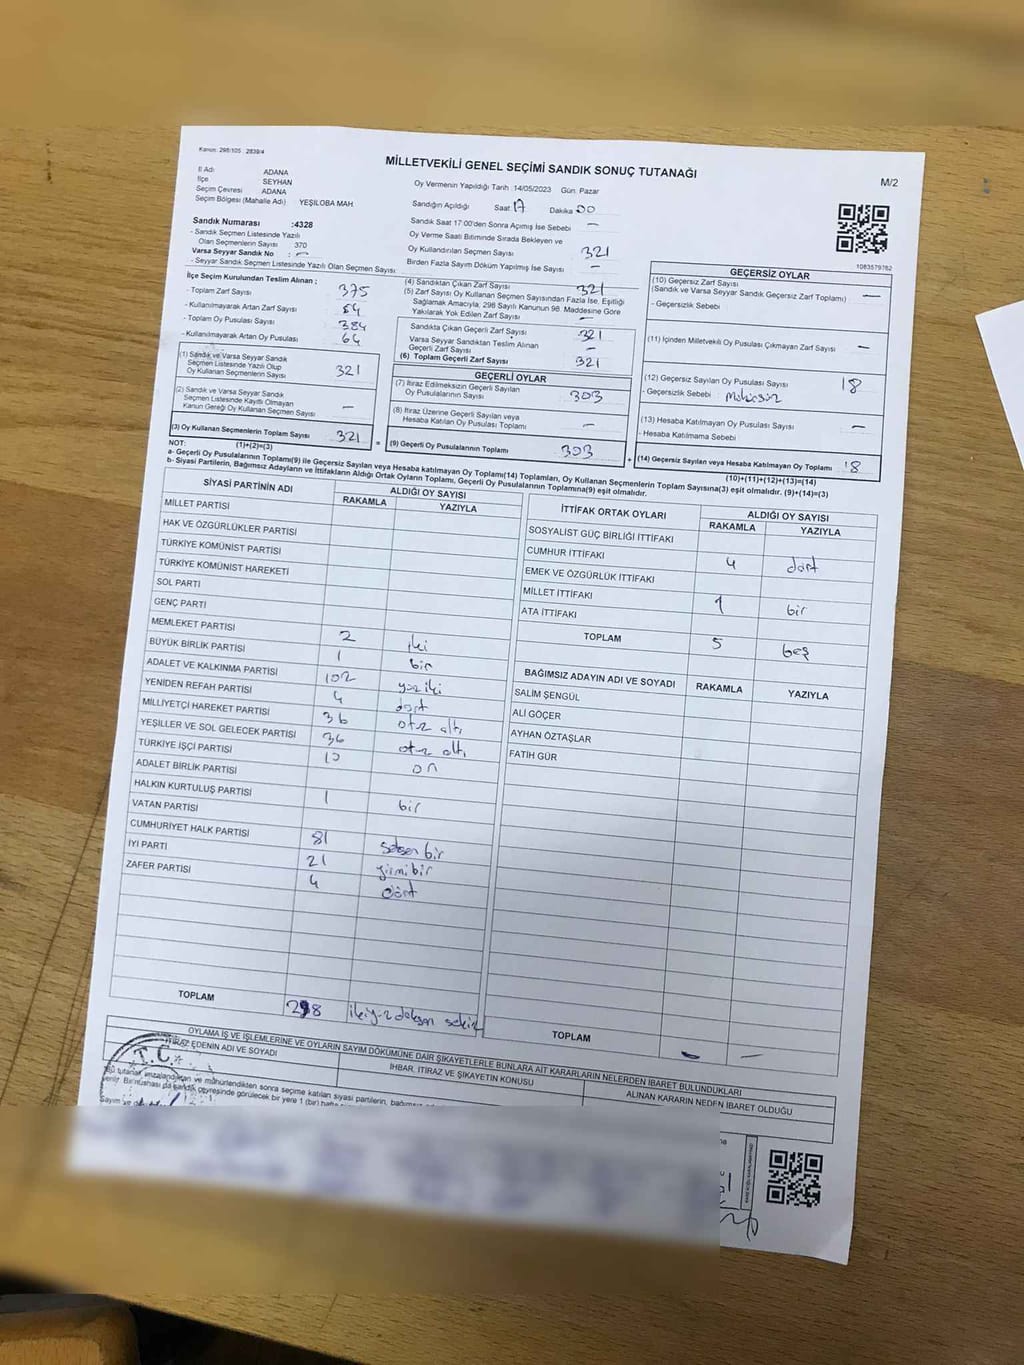 Kanun: 298/105 2839/4
MİLLETVEKİLİ GENEL SEÇİMİ SANDIK SONUÇ TUTANAĞI
M/2
İl Adı ADANA
İlçe SEYHAN
Seçim Çevresi ADANA
Seçim Bölgesi (Mahalle Adı) YEŞİLOBA MAH.
Oy Vermenin Yapıldığı Tarih 14/05/2023 Gün: Pazar
Sandığın Açıldığı Saat 17 Dakika 00
Sandık Saat 17:00'den Sonra Açımış İse Sebebi —
Oy Verme Saati Bitiminde Sırada Bekleyen ve
Oy Kullandırılan Seçmen Sayısı 321
Birden Fazla Sayım Döküm Yapılmış İse Sayısı —
Sandık Numarası :4328
- Sandık Seçmen Listesinde Yazılı
Olan Seçmenlerin Sayısı 370
Varsa Seyyar Sandık No : —
- Seyyar Sandık Seçmen Listesinde Yazılı Olan Seçmen Sayısı:
İlçe Seçim Kurulundan Teslim Alınan :
- Toplam Zarf Sayısı 375
- Kullanılmayarak Artan Zarf Sayısı 54
- Toplam Oy Pusulası Sayısı 384
- Kullanılmayarak Artan Oy Pusulası 64
(1) Sandık ve Varsa Seyyar Sandık
Seçmen Listesinde Yazılı Olup
Oy Kullanan Seçmenlerin Sayısı 321
(2) Sandık ve Varsa Seyyar Sandık
Seçmen Listesinde Kayıtlı Olmayan
Kanun Gereği Oy Kullanan Seçmen Sayısı —
(3) Oy Kullanan Seçmenlerin Toplam Sayısı 321
(1)+(2)=(3)
(4) Sandıktan Çıkan Zarf Sayısı 321
(5) Zarf Sayısı Oy Kullanan Seçmen Sayısından Fazla İse, Eşitliği
Sağlamak Amacıyla, 298 Sayılı Kanunun 98. Maddesine Göre
Yakılarak Yok Edilen Zarf Sayısı —
Sandıkta Çıkan Geçerli Zarf Sayısı 321
Varsa Seyyar Sandıktan Teslim Alınan
Geçerli Zarf Sayısı —
(6) Toplam Geçerli Zarf Sayısı 321
GEÇERLİ OYLAR
(7) İtiraz Edilmeksizin Geçerli Sayılan
Oy Pusulalarının Sayısı 303
(8) İtiraz Üzerine Geçerli Sayılan veya
Hesaba Katılan Oy Pusulası Toplamı —
= (9) Geçerli Oy Pusulalarının Toplamı 303
1083579782
GEÇERSİZ OYLAR
(10) Geçersiz Zarf Sayısı
(Sandık ve Varsa Seyyar Sandık Geçersiz Zarf Toplamı) —
- Geçersizlik Sebebi
(11) İçinden Milletvekili Oy Pusulası Çıkmayan Zarf Sayısı —
(12) Geçersiz Sayılan Oy Pusulası Sayısı 18
- Geçersizlik Sebebi Mühürsüz
(13) Hesaba Katılmayan Oy Pusulası Sayısı —
- Hesaba Katılmama Sebebi
+ (14) Geçersiz Sayılan veya Hesaba Katılmayan Oy Toplamı 18
(10)+(11)+(12)+(13)=(14)
NOT:
a- Geçerli Oy Pusulalarının Toplamı(9) ile Geçersiz Sayılan veya Hesaba katılmayan Oy Toplamı(14) Toplamları, Oy Kullanan Seçmenlerin Toplam Sayısına(3) eşit olmalıdır. (9)+(14)=(3)
b- Siyasi Partilerin, Bağımsız Adayların ve İttifakların Aldığı Ortak Oyların Toplamı, Geçerli Oy Pusulalarının Toplamına(9) eşit olmalıdır.
SİYASİ PARTİNİN ADI ALDIĞI OY SAYISI
RAKAMLA YAZIYLA
MİLLET PARTİSİ
HAK VE ÖZGÜRLÜKLER PARTİSİ
TÜRKİYE KOMÜNİST PARTİSİ
TÜRKİYE KOMÜNİST HAREKETİ
SOL PARTİ
GENÇ PARTİ
MEMLEKET PARTİSİ 2 iki
BÜYÜK BİRLİK PARTİSİ 1 bir
ADALET VE KALKINMA PARTİSİ 102 yüz iki
YENİDEN REFAH PARTİSİ 4 dört
MİLLİYETÇİ HAREKET PARTİSİ 36 otuz altı
YEŞİLLER VE SOL GELECEK PARTİSİ 36 otuz altı
TÜRKİYE İŞÇİ PARTİSİ 10 on
ADALET BİRLİK PARTİSİ
HALKIN KURTULUŞ PARTİSİ 1 bir
VATAN PARTİSİ
CUMHURİYET HALK PARTİSİ 81 seksen bir
İYİ PARTİ 21 yirmibir
ZAFER PARTİSİ 4 dört
TOPLAM 298 ikiyüz doksan sekiz
İTTİFAK ORTAK OYLARI ALDIĞI OY SAYISI
RAKAMLA YAZIYLA
SOSYALİST GÜÇ BİRLİĞİ İTTİFAKI
CUMHUR İTTİFAKI 4 dört
EMEK VE ÖZGÜRLÜK İTTİFAKI
MİLLET İTTİFAKI 1 bir
ATA İTTİFAKI
TOPLAM 5 beş
BAĞIMSIZ ADAYIN ADI VE SOYADI RAKAMLA YAZIYLA
SALİM ŞENGÜL
ALİ GÖÇER
AYHAN ÖZTAŞLAR
FATİH GÜR
TOPLAM — —
OYLAMA İŞ VE İŞLEMLERİNE VE OYLARIN SAYIM DÖKÜMÜNE DAİR ŞİKAYETLERLE BUNLARA AİT KARARLARIN NELERDEN İBARET BULUNDUKLARI
İTİRAZ EDENİN ADI VE SOYADI İHBAR, İTİRAZ VE ŞİKAYETİN KONUSU ALINAN KARARIN NEDEN İBARET OLDUĞU
T.C.
İşbu tutanak imzalandıktan ve mühürlendikten sonra seçime katılan siyasi partilerin, bağımsız
verilir. Bir nüshası da sandık çevresinde görülecek bir yere 1 (bir) hafta
Sayım ve